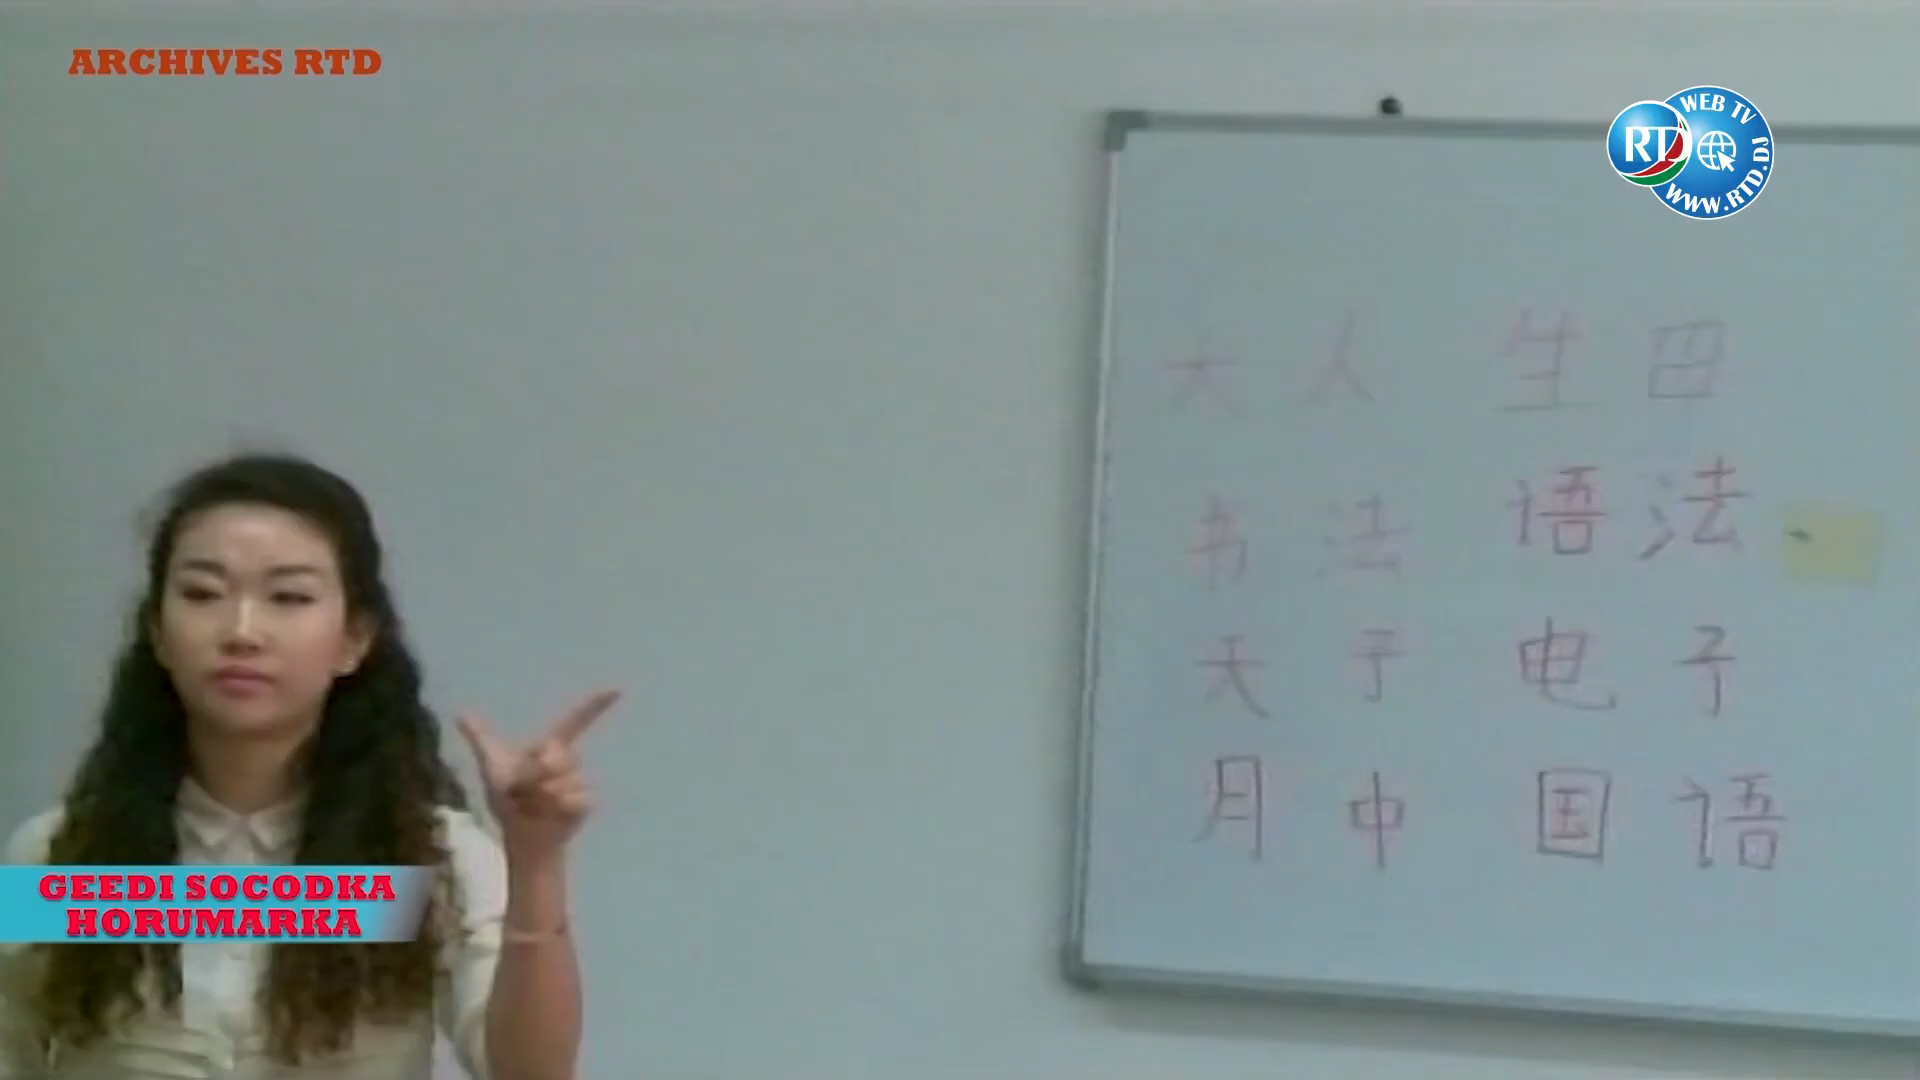 ARCHIVES RTD
WEB TV
RTD
WWW.RTD.DJ
大人 生日
书法 语法
天于 电子
月中 国语
GEEDI SOCODKA
HORUMARKA